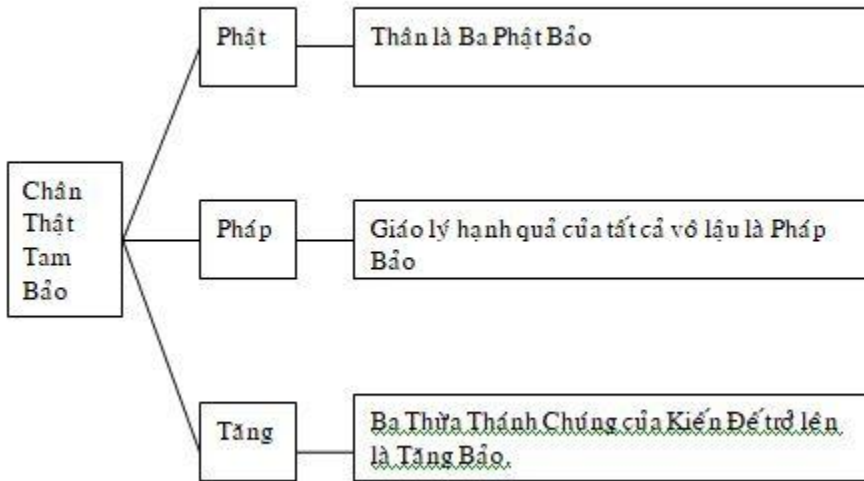 Phật
Thân là Ba Phật Bảo
Chân
Thật
Tam
Bảo
Pháp
Giáo lý hạnh quả của tất cả vô lậu là Pháp
Bảo
Tăng
Ba Thừa Thánh Chúng của Kiến Đế trở lên
là Tăng Bảo.